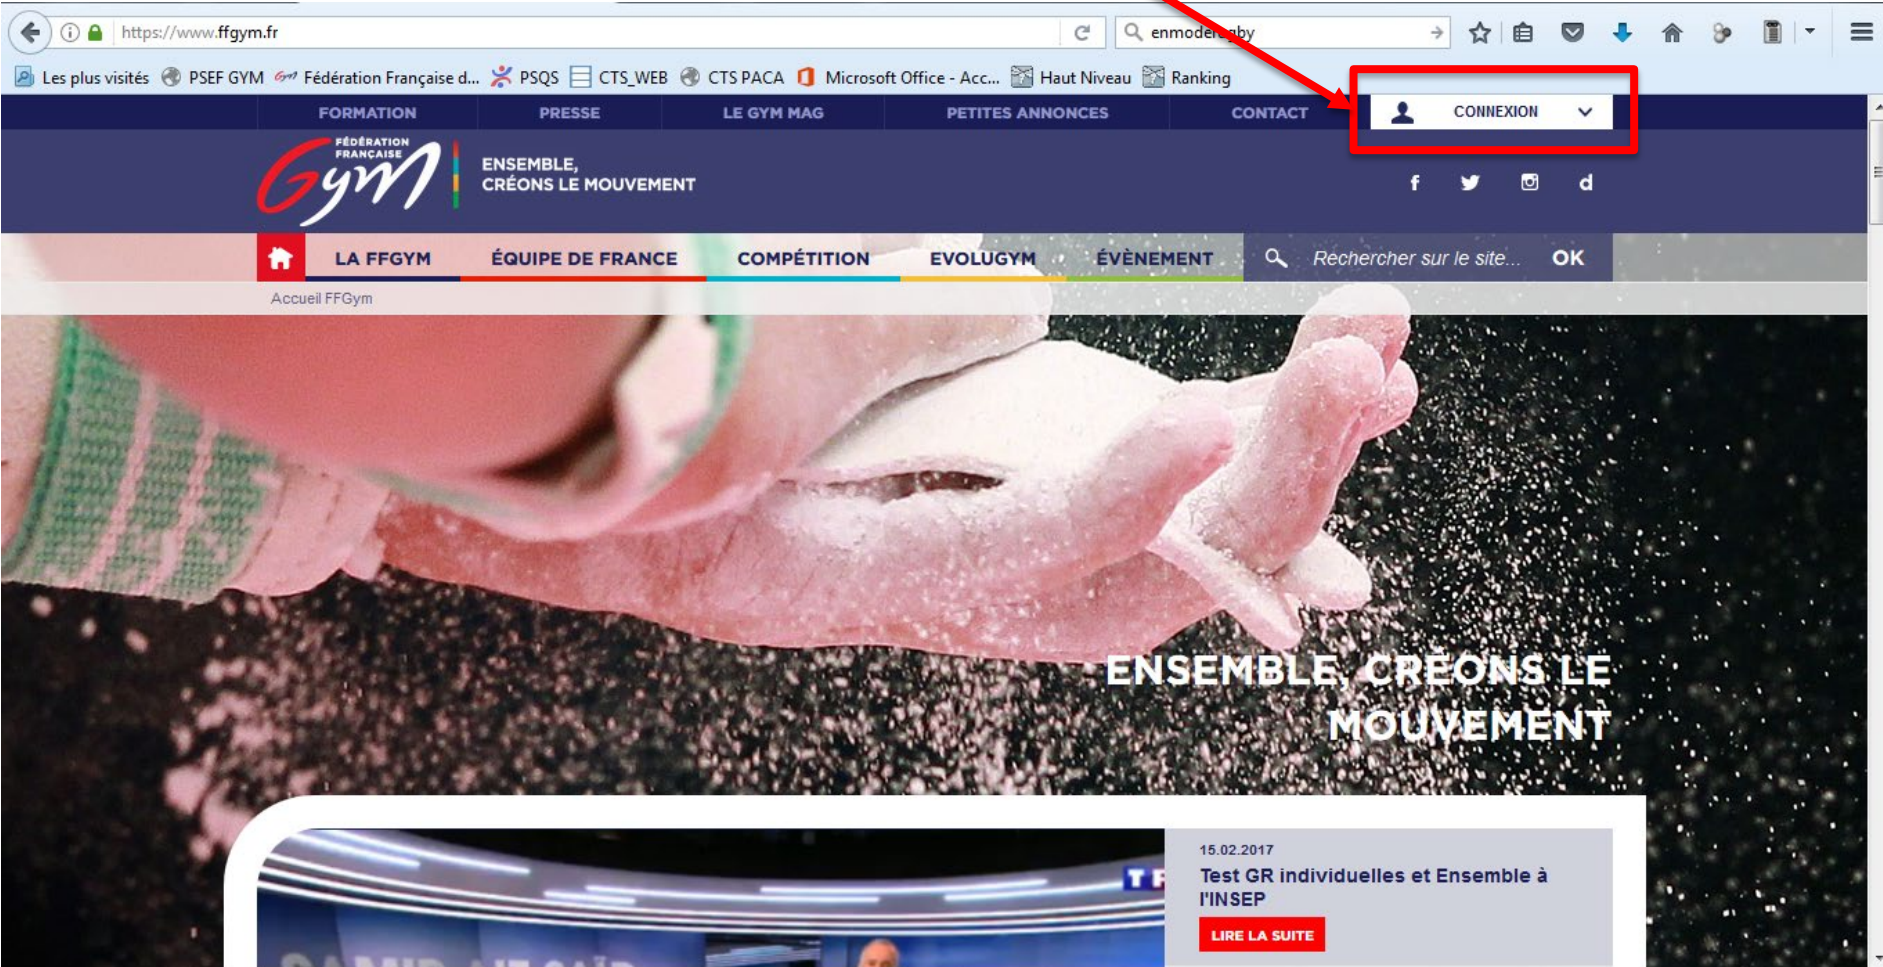 https://www.ffgym.fr
enmoderugby
Les plus visités PSEF GYM Fédération Française d... PSQS CTS_WEB CTS PACA Microsoft Office - Acc... Haut Niveau Ranking
FORMATION PRESSE LE GYM MAG PETITES ANNONCES CONTACT CONNEXION
FÉDÉRATION
FRANÇAISE
Gym
ENSEMBLE,
CRÉONS LE MOUVEMENT
LA FFGYM ÉQUIPE DE FRANCE COMPÉTITION EVOLUGYM ÉVÈNEMENT Rechercher sur le site... OK
Accueil FFGym
ENSEMBLE, CRÉONS LE
MOUVEMENT
15.02.2017
Test GR individuelles et Ensemble à
l'INSEP
LIRE LA SUITE